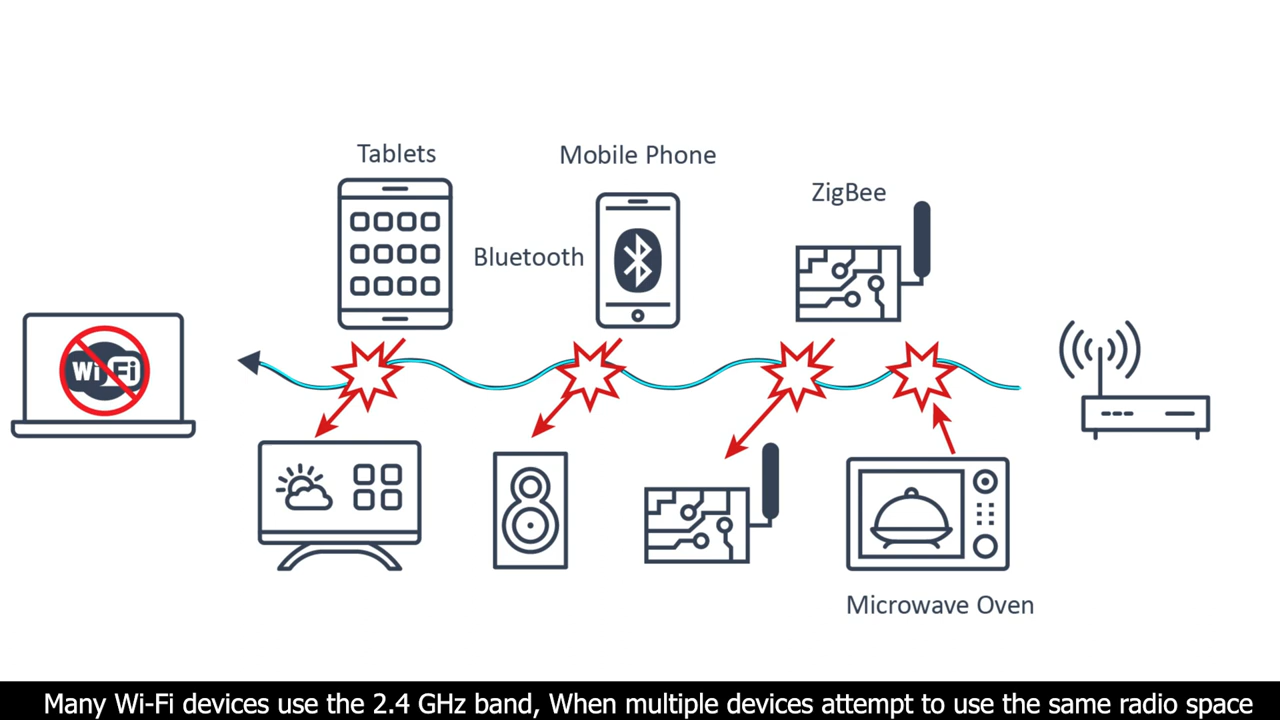 Tablets
Mobile Phone
ZigBee
Bluetooth
Wi Fi
Microwave Oven
Many Wi-Fi devices use the 2.4 GHz band, When multiple devices attempt to use the same radio space